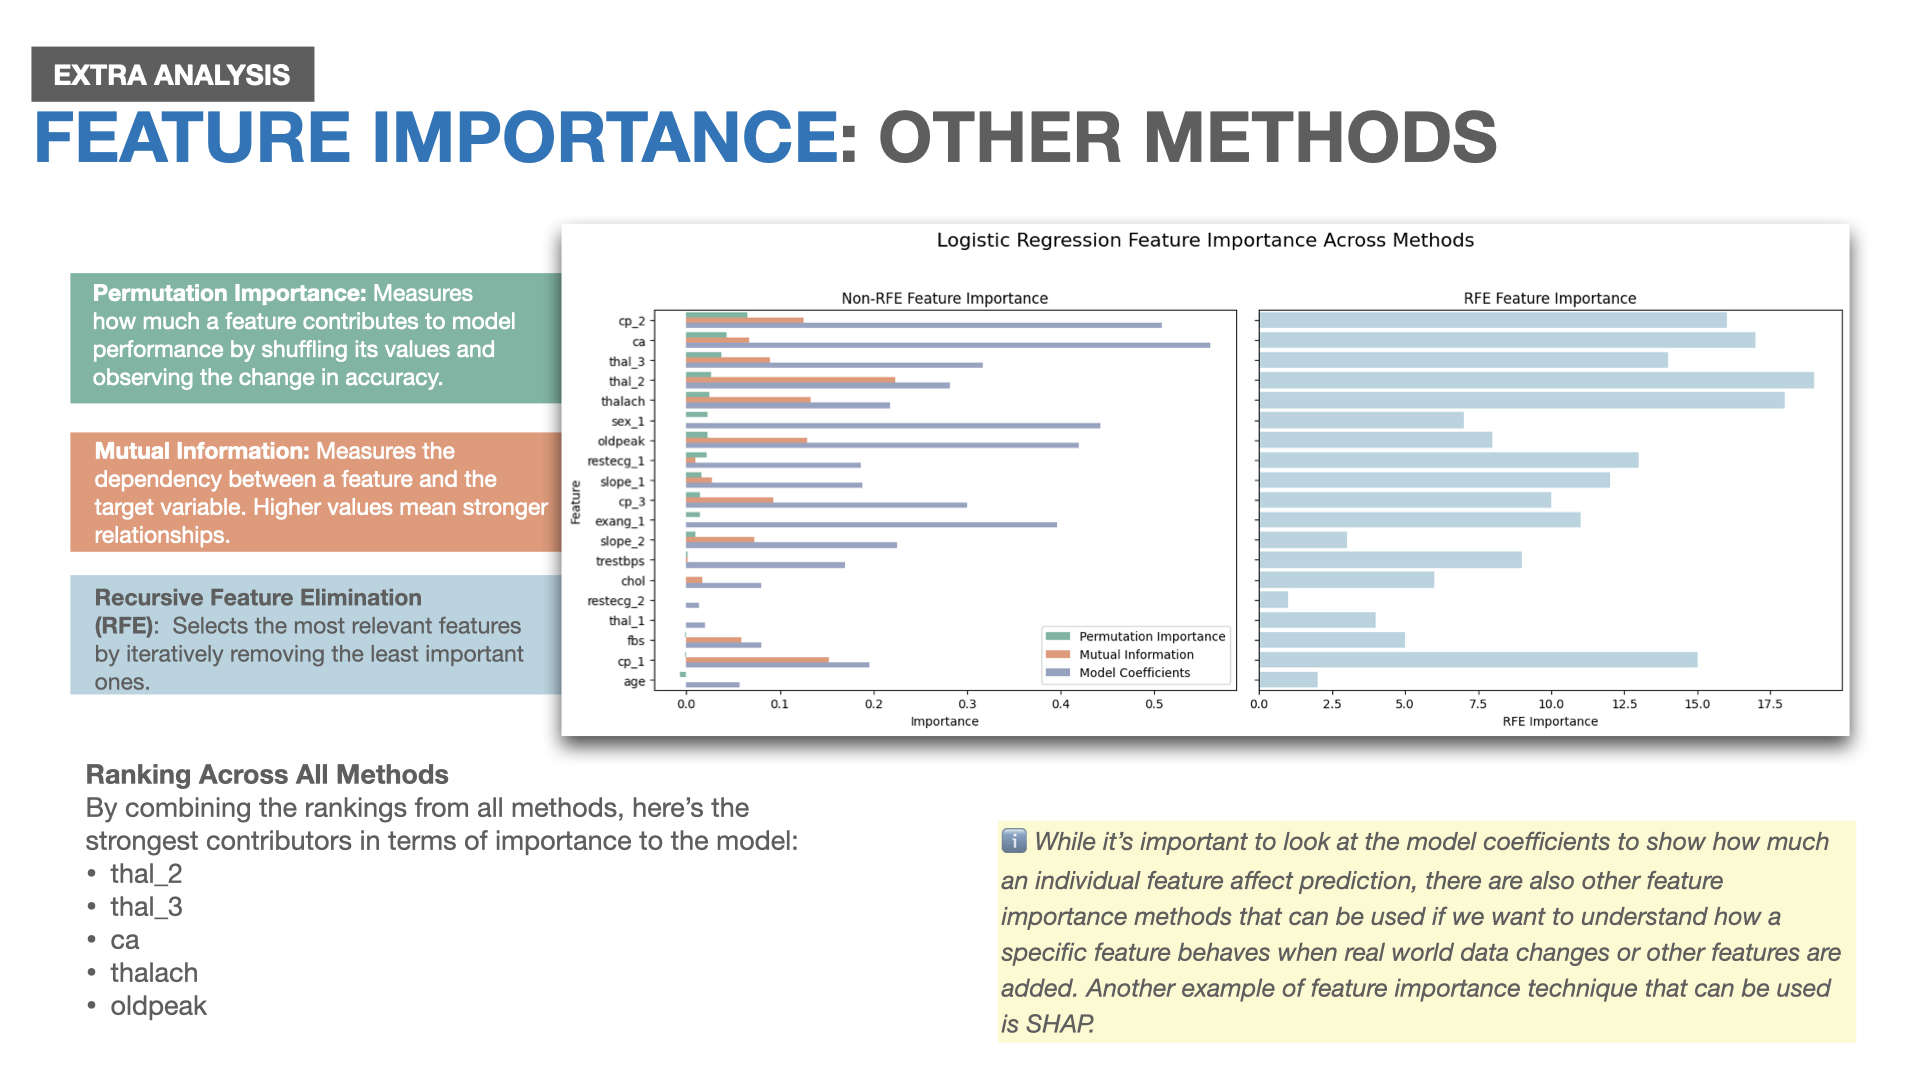 EXTRA ANALYSIS
FEATURE IMPORTANCE: OTHER METHODS
Permutation Importance: Measures
how much a feature contributes to model
performance by shuffling its values and
observing the change in accuracy.
Mutual Information: Measures the
dependency between a feature and the
target variable. Higher values mean stronger
relationships.
Recursive Feature Elimination
(RFE):  Selects the most relevant features
by iteratively removing the least important
ones.
Logistic Regression Feature Importance Across Methods
Non-RFE Feature Importance
Feature
cp_2
ca
thal_3
thal_2
thalach
sex_1
oldpeak
restecg_1
slope_1
cp_3
exang_1
slope_2
trestbps
chol
restecg_2
thal_1
fbs
cp_1
age
Permutation Importance
Mutual Information
Model Coefficients
0.0 0.1 0.2 0.3 0.4 0.5
Importance
RFE Feature Importance
0.0 2.5 5.0 7.5 10.0 12.5 15.0 17.5
RFE Importance
Ranking Across All Methods
By combining the rankings from all methods, here’s the
strongest contributors in terms of importance to the model:
• thal_2
• thal_3
• ca
• thalach
• oldpeak
ℹ️ While it’s important to look at the model coefficients to show how much
an individual feature affect prediction, there are also other feature
importance methods that can be used if we want to understand how a
specific feature behaves when real world data changes or other features are
added. Another example of feature importance technique that can be used
is SHAP.